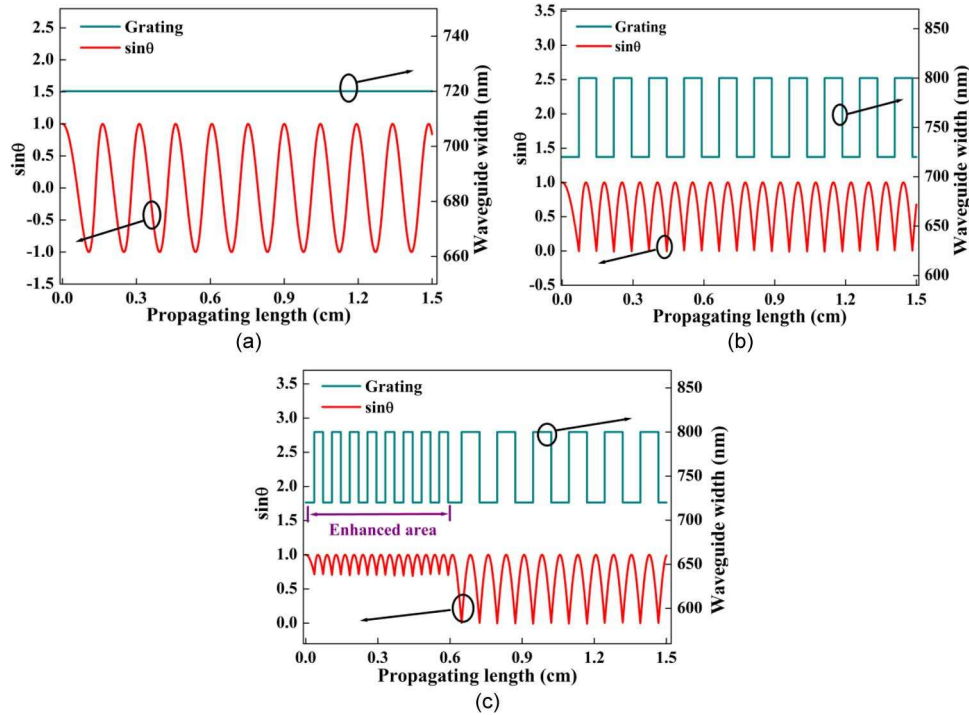 Grating
sinθ
2.5
2.0
1.5
1.0
0.5
0.0
-0.5
-1.0
-1.5
sinθ
740
720
700
680
660
Waveguide width (nm)
0.0 0.3 0.6 0.9 1.2 1.5
Propagating length (cm)
(a)
Grating
sinθ
3.5
3.0
2.5
2.0
1.5
1.0
0.5
0.0
-0.5
sinθ
850
800
750
700
650
600
Waveguide width (nm)
0.0 0.3 0.6 0.9 1.2 1.5
Propagating length (cm)
(b)
Grating
sinθ
3.5
3.0
2.5
2.0
1.5
1.0
0.5
0.0
sinθ
Enhanced area
850
800
750
700
650
600
Waveguide width (nm)
0.0 0.3 0.6 0.9 1.2 1.5
Propagating length (cm)
(c)